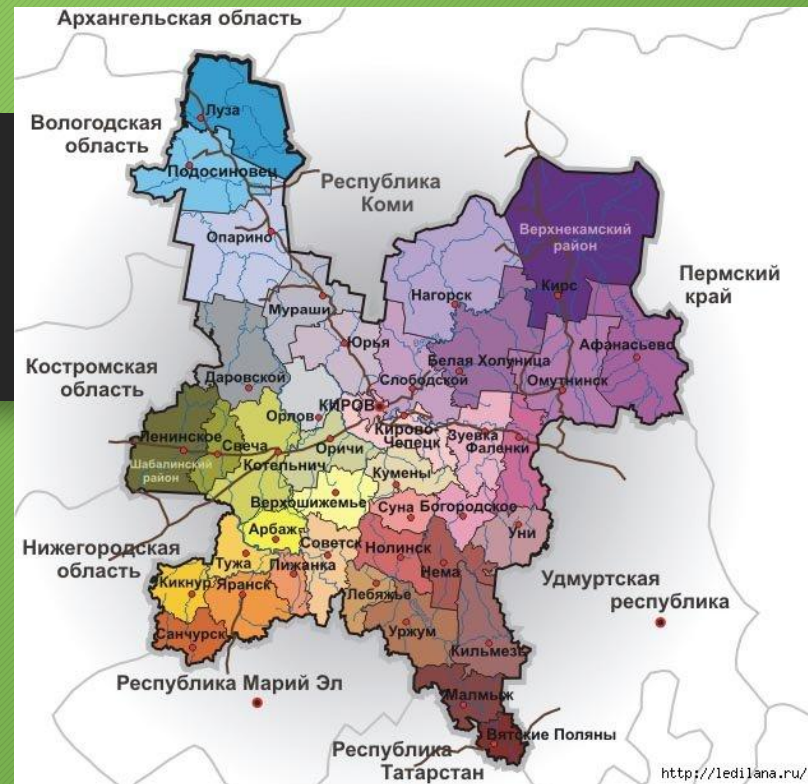 Архангельская область
Луза
Вологодская
область
Подосиновец
Республика
Коми
Опарино
Верхнекамский
район
Пермский
край
Кирс
Нагорск
Мураши
Юрья
Белая Холуница
Афанасьево
Костромская
область
Даровской
Слободской
Омутнинск
КИРОВ
Орлов
Кирово-
Чепецк
Зуевка
Фаленки
Ленинское
Свеча
Оричи
Котельнич
Шабалинский
район
Кумены
Верхошижемье
Суна
Богородское
Арбаж
Уни
Нижегородская
область
Советск
Нолинск
Тужа
Пижанка
Нема
Кикнур
Яранск
Лебяжье
Удмуртская
республика
Санчурск
Уржум
Кильмезь
Республика Марий Эл
Малмыж
Вятские Поляны
Республика
Татарстан
http://ledilana.ru/